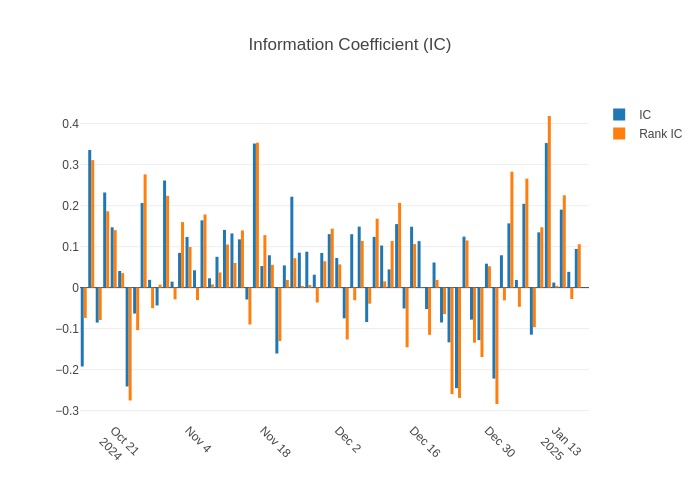 Information Coefficient (IC)
IC
Rank IC
0.4
0.3
0.2
0.1
0
−0.1
−0.2
−0.3
Oct 21
2024
Nov 4
Nov 18
Dec 2
Dec 16
Dec 30
Jan 13
2025